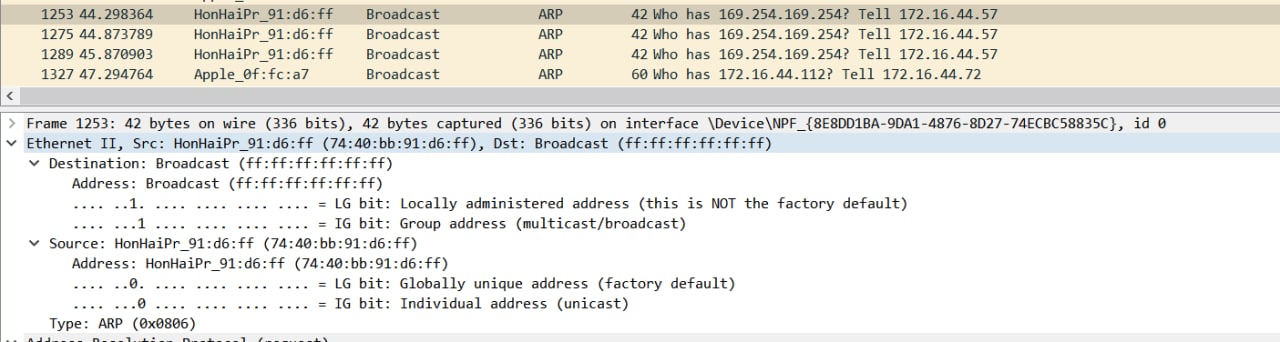 1253 44.298364 HonHaiPr_91:d6:ff Broadcast ARP 42 Who has 169.254.169.254? Tell 172.16.44.57
1275 44.873789 HonHaiPr_91:d6:ff Broadcast ARP 42 Who has 169.254.169.254? Tell 172.16.44.57
1289 45.870903 HonHaiPr_91:d6:ff Broadcast ARP 42 Who has 169.254.169.254? Tell 172.16.44.57
1327 47.294764 Apple_0f:fc:a7 Broadcast ARP 60 Who has 172.16.44.112? Tell 172.16.44.72
Frame 1253: 42 bytes on wire (336 bits), 42 bytes captured (336 bits) on interface \Device\NPF_{8E8DD1BA-9DA1-4876-8D27-74ECBC58835C}, id 0
Ethernet II, Src: HonHaiPr_91:d6:ff (74:40:bb:91:d6:ff), Dst: Broadcast (ff:ff:ff:ff:ff:ff)
Destination: Broadcast (ff:ff:ff:ff:ff:ff)
Address: Broadcast (ff:ff:ff:ff:ff:ff)
.... ..1. .... .... .... .... = LG bit: Locally administered address (this is NOT the factory default)
.... ...1 .... .... .... .... = IG bit: Group address (multicast/broadcast)
Source: HonHaiPr_91:d6:ff (74:40:bb:91:d6:ff)
Address: HonHaiPr_91:d6:ff (74:40:bb:91:d6:ff)
.... ..0. .... .... .... .... = LG bit: Globally unique address (factory default)
.... ...0 .... .... .... .... = IG bit: Individual address (unicast)
Type: ARP (0x0806)
Address Resolution Protocol (request)